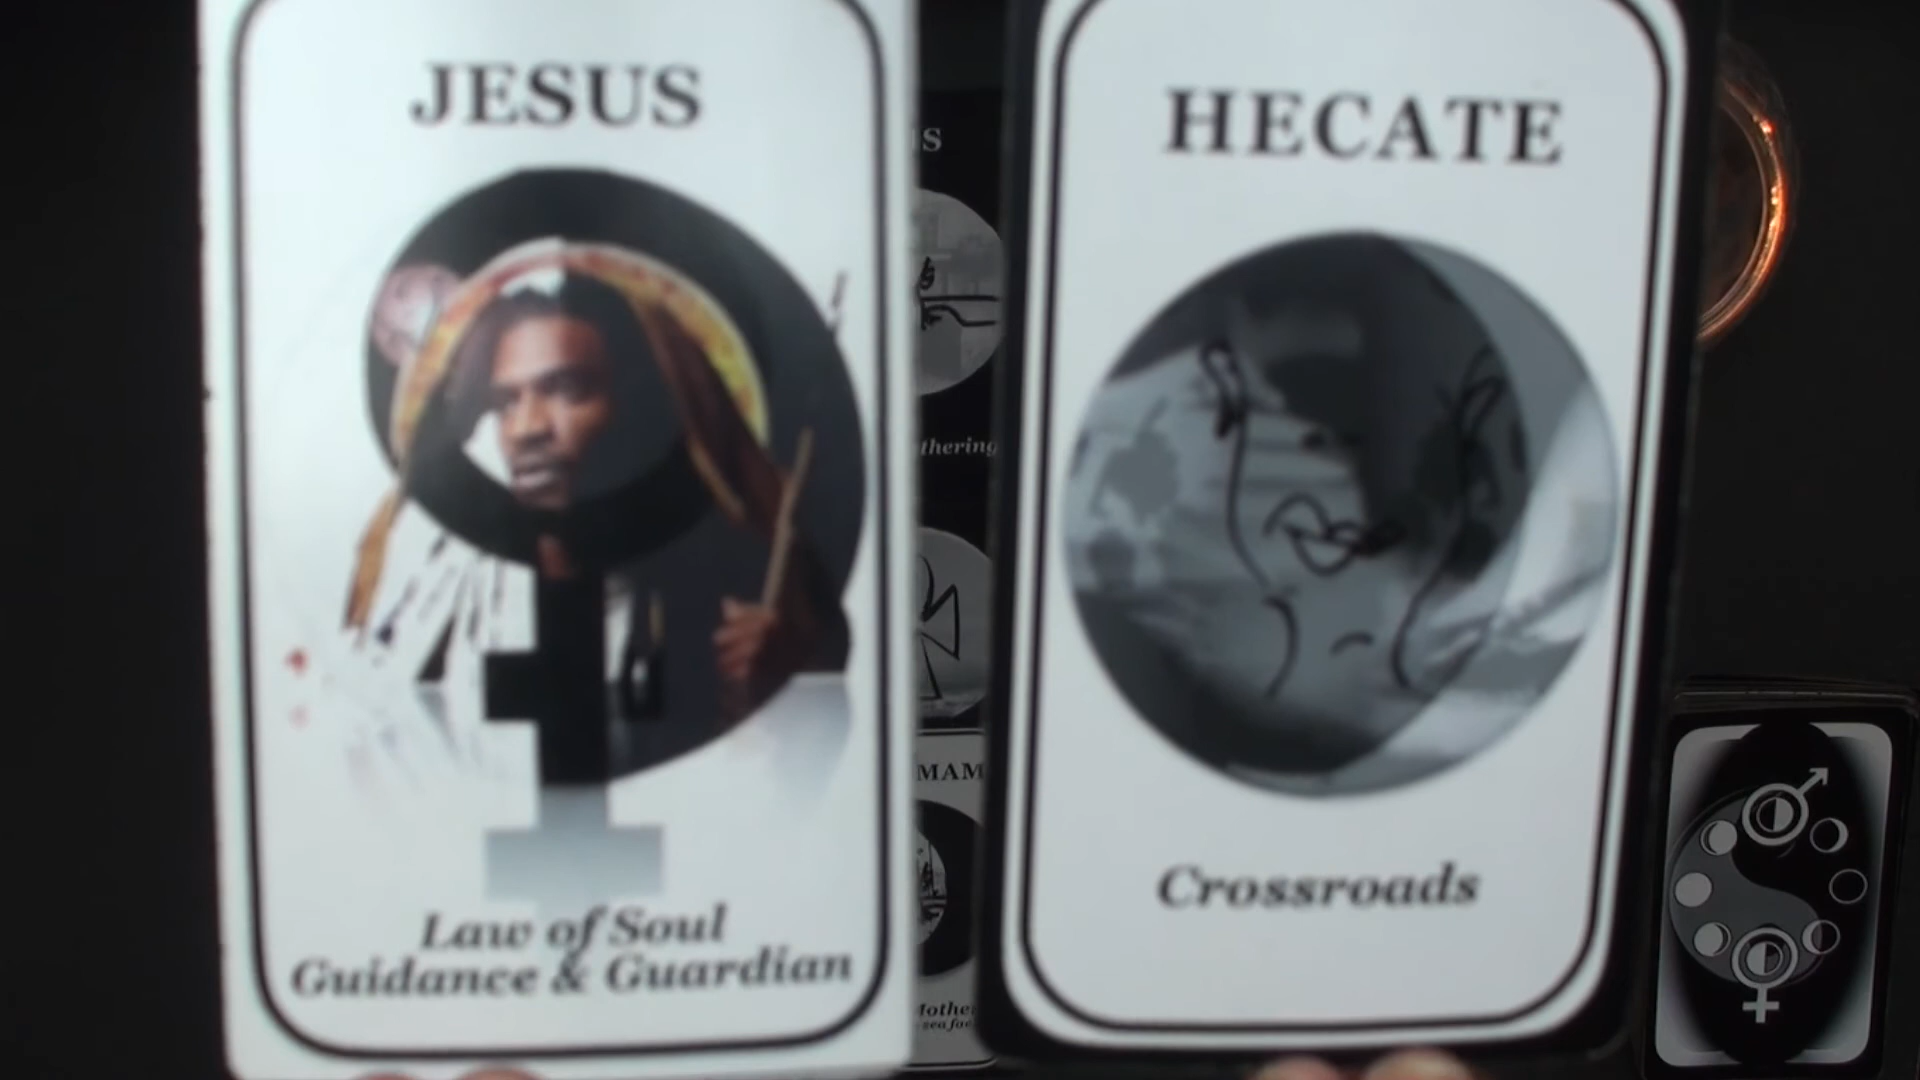 JESUS
Law of Soul
Guidance & Guardian
HECATE
Crossroads